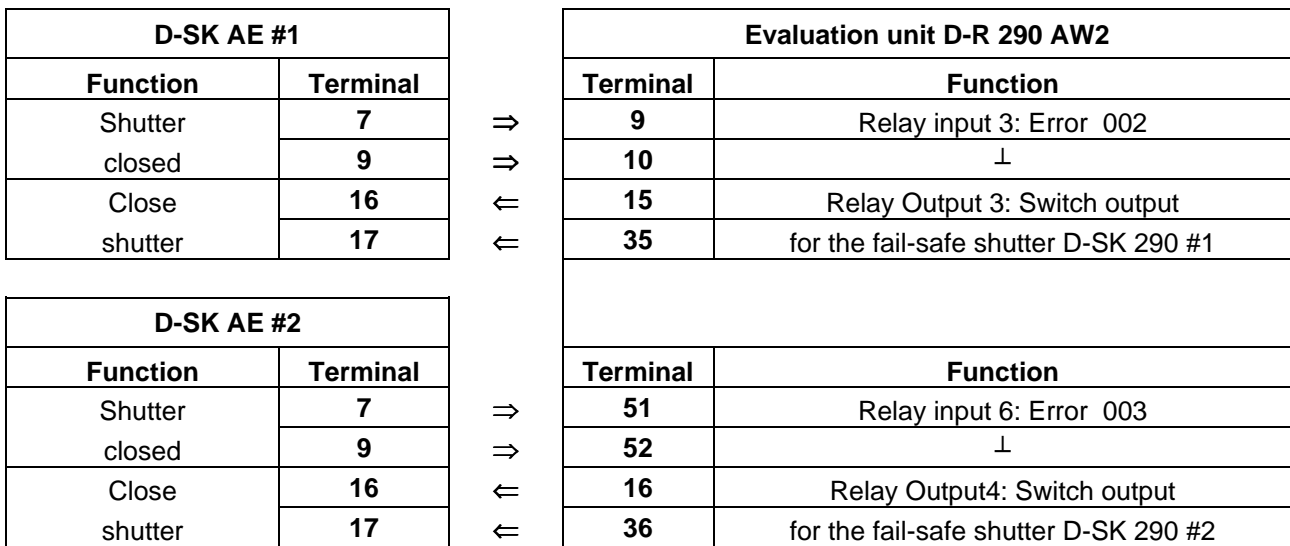 D-SK AE #1 Evaluation unit D-R 290 AW2
Function Terminal Terminal Function
Shutter 7 ⇒ 9 Relay input 3: Error 002
closed 9 ⇒ 10 ⊥
Close 16 ⇐ 15 Relay Output 3: Switch output
shutter 17 ⇐ 35 for the fail-safe shutter D-SK 290 #1
D-SK AE #2
Function Terminal Terminal Function
Shutter 7 ⇒ 51 Relay input 6: Error 003
closed 9 ⇒ 52 ⊥
Close 16 ⇐ 16 Relay Output4: Switch output
shutter 17 ⇐ 36 for the fail-safe shutter D-SK 290 #2